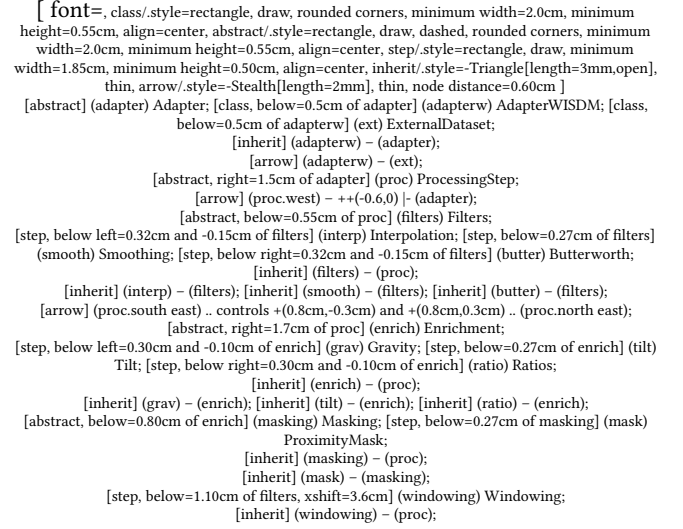 [ font=, class/.style=rectangle, draw, rounded corners, minimum width=2.0cm, minimum
height=0.55cm, align=center, abstract/.style=rectangle, draw, dashed, rounded corners, minimum
width=2.0cm, minimum height=0.55cm, align=center, step/.style=rectangle, draw, minimum
width=1.85cm, minimum height=0.50cm, align=center, inherit/.style=-Triangle[length=3mm,open],
thin, arrow/.style=-Stealth[length=2mm], thin, node distance=0.60cm ]
[abstract] (adapter) Adapter; [class, below=0.5cm of adapter] (adapterw) AdapterWISDM; [class,
below=0.5cm of adapterw] (ext) ExternalDataset;
[inherit] (adapterw) – (adapter);
[arrow] (adapterw) – (ext);
[abstract, right=1.5cm of adapter] (proc) ProcessingStep;
[arrow] (proc.west) – ++(-0.6,0) |- (adapter);
[abstract, below=0.55cm of proc] (filters) Filters;
[step, below left=0.32cm and -0.15cm of filters] (interp) Interpolation; [step, below=0.27cm of filters]
(smooth) Smoothing; [step, below right=0.32cm and -0.15cm of filters] (butter) Butterworth;
[inherit] (filters) – (proc);
[inherit] (interp) – (filters); [inherit] (smooth) – (filters); [inherit] (butter) – (filters);
[arrow] (proc.south east) .. controls +(0.8cm,-0.3cm) and +(0.8cm,0.3cm) .. (proc.north east);
[abstract, right=1.7cm of proc] (enrich) Enrichment;
[step, below left=0.30cm and -0.10cm of enrich] (grav) Gravity; [step, below=0.27cm of enrich] (tilt)
Tilt; [step, below right=0.30cm and -0.10cm of enrich] (ratio) Ratios;
[inherit] (enrich) – (proc);
[inherit] (grav) – (enrich); [inherit] (tilt) – (enrich); [inherit] (ratio) – (enrich);
[abstract, below=0.80cm of enrich] (masking) Masking; [step, below=0.27cm of masking] (mask)
ProximityMask;
[inherit] (masking) – (proc);
[inherit] (mask) – (masking);
[step, below=1.10cm of filters, xshift=3.6cm] (windowing) Windowing;
[inherit] (windowing) – (proc);